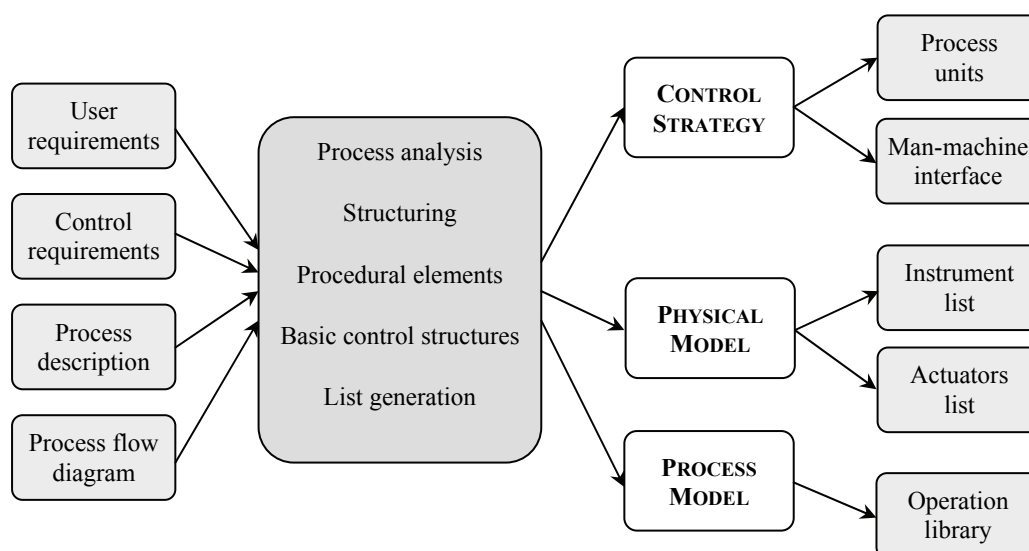 User
requirements
Control
requirements
Process
description
Process flow
diagram
Process analysis
Structuring
Procedural elements
Basic control structures
List generation
CONTROL
STRATEGY
PHYSICAL
MODEL
PROCESS
MODEL
Process
units
Man-machine
interface
Instrument
list
Actuators
list
Operation
library